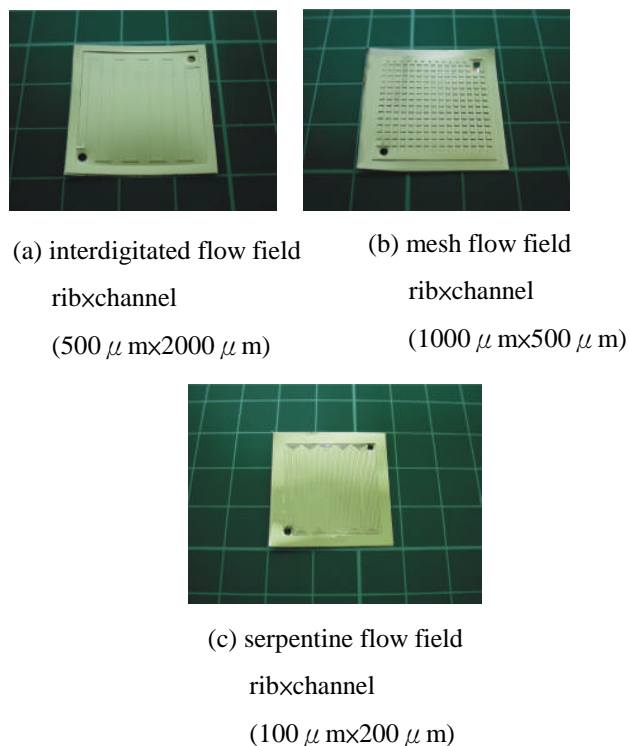 (a) interdigitated flow field
rib×channel
(500 μ m×2000 μ m)
(b) mesh flow field
rib×channel
(1000 μ m×500 μ m)
(c) serpentine flow field
rib×channel
(100 μ m×200 μ m)